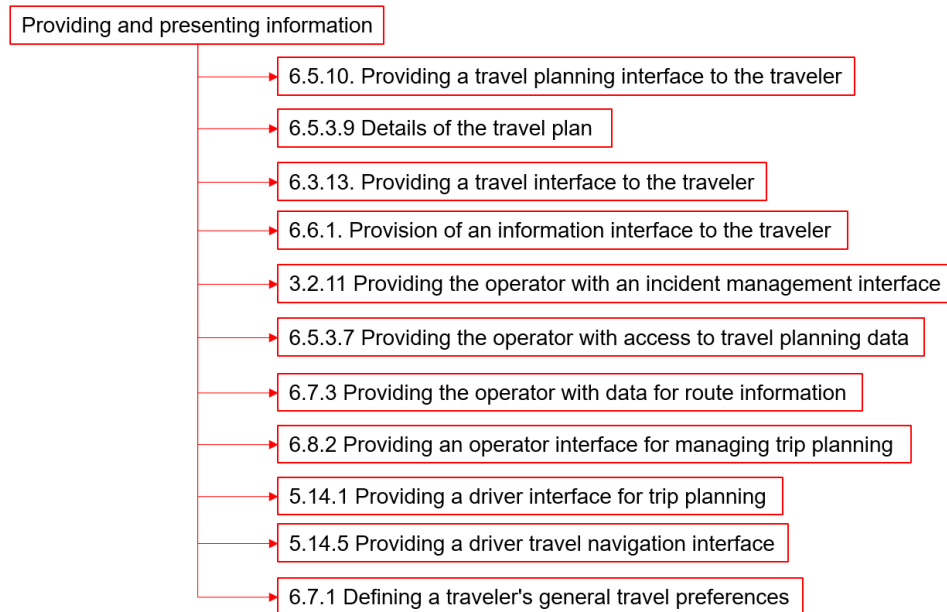 Providing and presenting information
6.5.10. Providing a travel planning interface to the traveler
6.5.3.9 Details of the travel plan
6.3.13. Providing a travel interface to the traveler
6.6.1. Provision of an information interface to the traveler
3.2.11 Providing the operator with an incident management interface
6.5.3.7 Providing the operator with access to travel planning data
6.7.3 Providing the operator with data for route information
6.8.2 Providing an operator interface for managing trip planning
5.14.1 Providing a driver interface for trip planning
5.14.5 Providing a driver travel navigation interface
6.7.1 Defining a traveler's general travel preferences